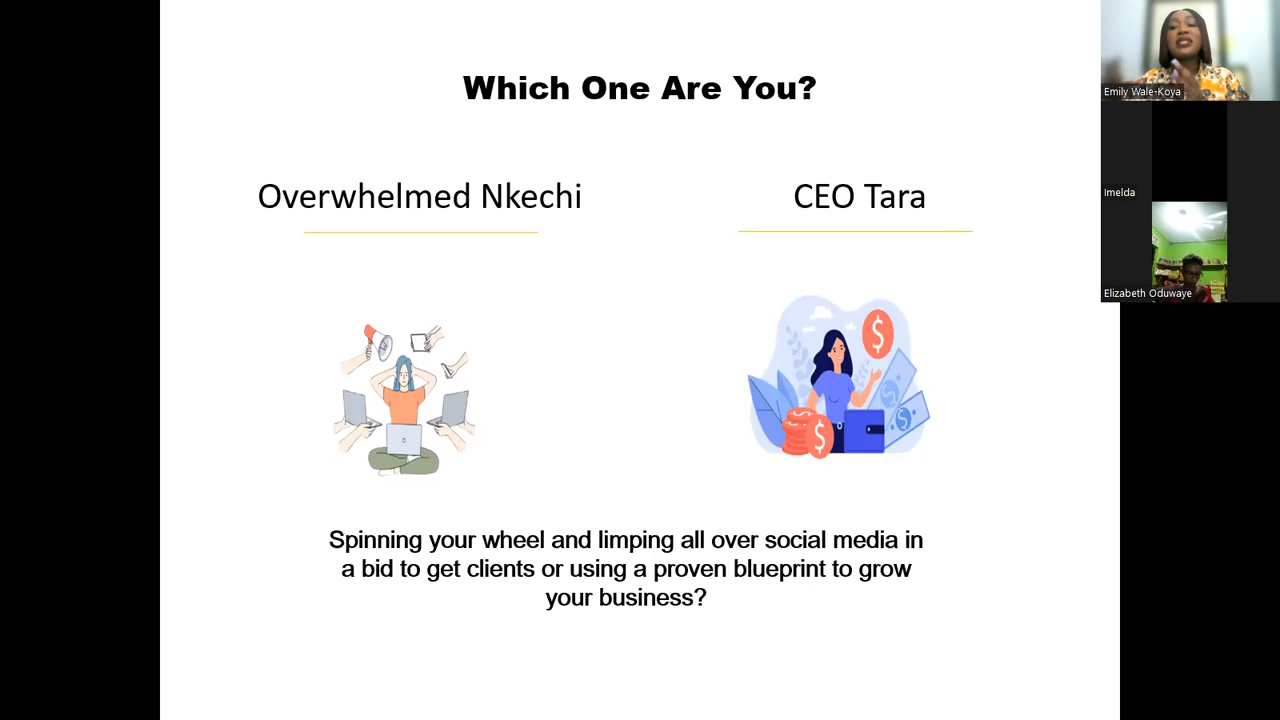 Which One Are You?
Overwhelmed Nkechi
CEO Tara
Spinning your wheel and limping all over social media in
a bid to get clients or using a proven blueprint to grow
your business?
Emily Wale-Koya
Imelda
Elizabeth Oduwaye
$
$